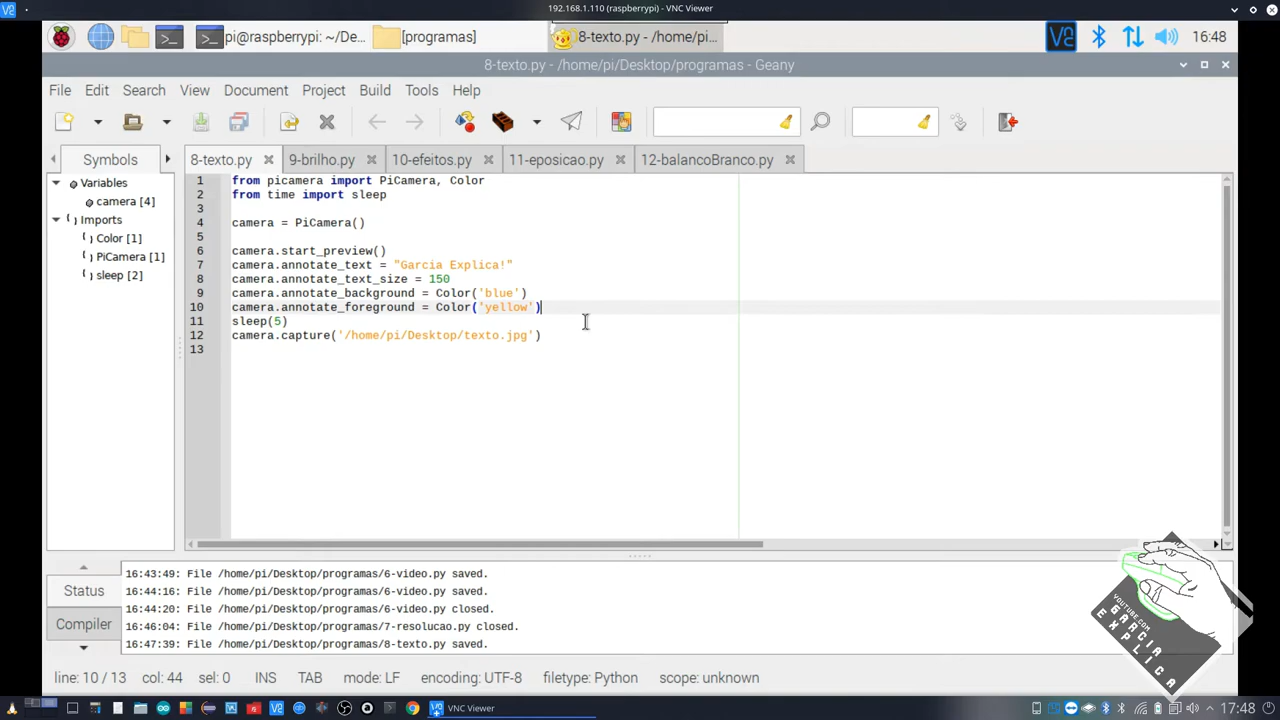 192.168.1.110 (raspberrypi) - VNC Viewer
pi@raspberrypi: ~/De... [programas] 8-texto.py - /home/pi... 16:48
8-texto.py - /home/pi/Desktop/programas - Geany
File Edit Search View Document Project Build Tools Help
Symbols 8-texto.py 9-brilho.py 10-efeitos.py 11-eposicao.py 12-balancoBranco.py
Variables
camera [4]
Imports
Color [1]
PiCamera [1]
sleep [2]
1 from picamera import PiCamera, Color
2 from time import sleep
3
4 camera = PiCamera()
5
6 camera.start_preview()
7 camera.annotate_text = "Garcia Explica!"
8 camera.annotate_text_size = 150
9 camera.annotate_background = Color('blue')
10 camera.annotate_foreground = Color('yellow')
11 sleep(5)
12 camera.capture('/home/pi/Desktop/texto.jpg')
13
Status
Compiler
16:43:49: File /home/pi/Desktop/programas/6-video.py saved.
16:44:16: File /home/pi/Desktop/programas/6-video.py saved.
16:44:20: File /home/pi/Desktop/programas/6-video.py closed.
16:46:04: File /home/pi/Desktop/programas/7-resolucao.py closed.
16:47:39: File /home/pi/Desktop/programas/8-texto.py saved.
YOUTUBE.COM
GARCIA
EXPLICA
line: 10 / 13 col: 44 sel: 0 INS TAB mode: LF encoding: UTF-8 filetype: Python scope: unknown
VNC Viewer 17:48